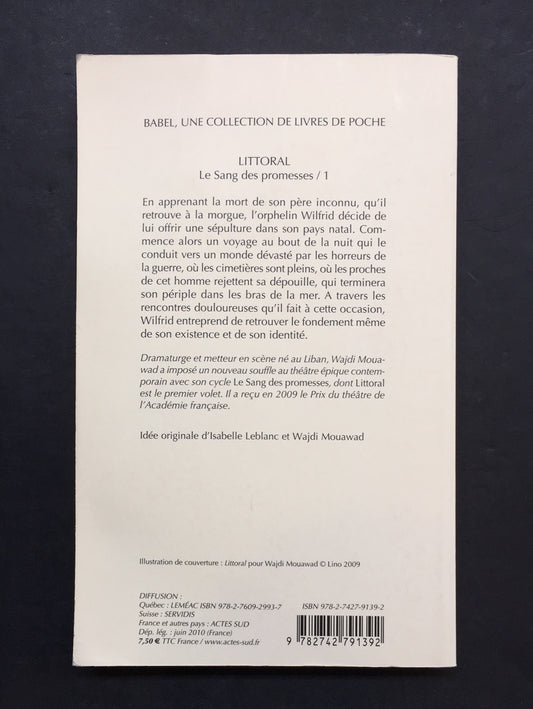 BABEL, UNE COLLECTION DE LIVRES DE POCHE
LITTORAL
Le Sang des promesses / 1
En apprenant la mort de son père inconnu, qu'il
retrouve à la morgue, l'orphelin Wilfrid décide de
lui offrir une sépulture dans son pays natal. Com-
mence alors un voyage au bout de la nuit qui le
conduit vers un monde dévasté par les horreurs de
la guerre, où les cimetières sont pleins, où les proches
de cet homme rejettent sa dépouille, qui terminera
son périple dans les bras de la mer. A travers les
rencontres douloureuses qu'il fait à cette occasion,
Wilfrid entreprend de retrouver le fondement même
de son existence et de son identité.
Dramaturge et metteur en scène né au Liban, Wajdi Moua-
wad a imposé un nouveau souffle au théâtre épique contem-
porain avec son cycle Le Sang des promesses, dont Littoral
est le premier volet. Il a reçu en 2009 le Prix du théâtre de
l'Académie française.
Idée originale d'Isabelle Leblanc et Wajdi Mouawad
Illustration de couverture : Littoral pour Wajdi Mouawad © Lino 2009
DIFFUSION :
Québec : LEMÉAC ISBN 978-2-7609-2993-7
Suisse : SERVIDIS
France et autres pays : ACTES SUD
Dép. lég. : juin 2010 (France)
7,50 € TTC France / www.actes-sud.fr
ISBN 978-2-7427-9139-2
9 782742 791392